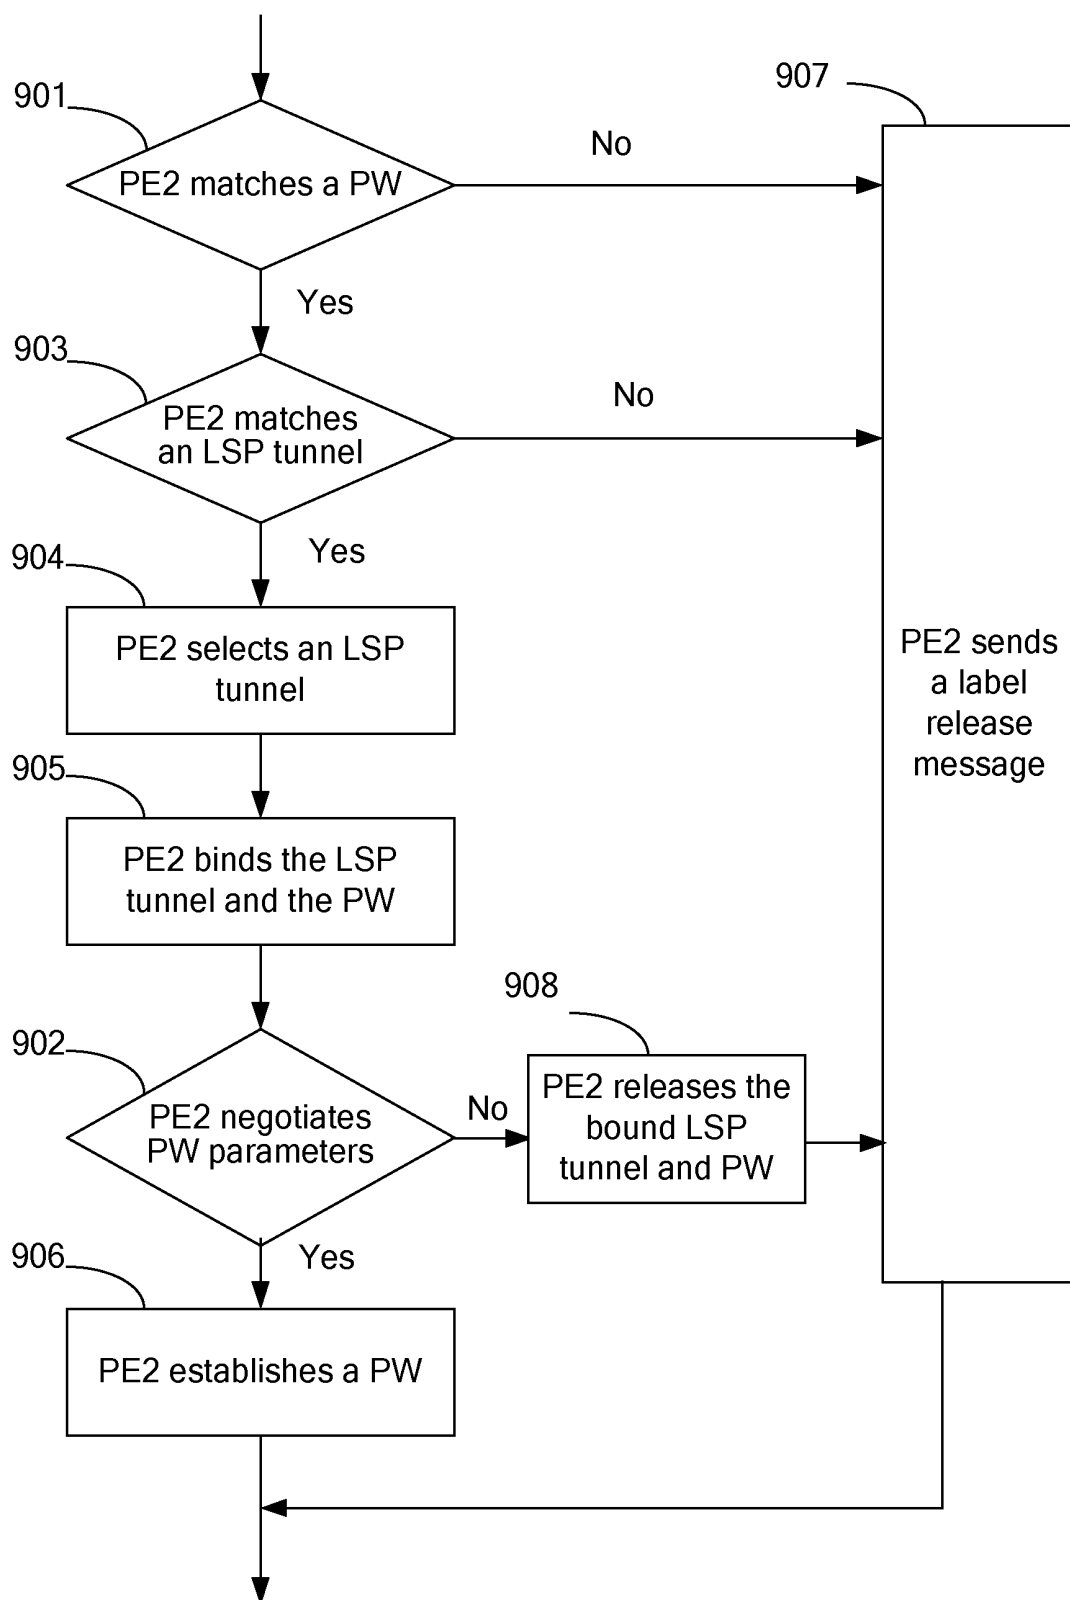 901
907
No
PE2 matches a PW
Yes
903
No
PE2 matches
an LSP tunnel
904
Yes
PE2 selects an LSP
tunnel
PE2 sends
a label
release
message
905
PE2 binds the LSP
tunnel and the PW
908
902
No
PE2 negotiates
PW parameters
PE2 releases the
bound LSP
tunnel and PW
906
Yes
PE2 establishes a PW